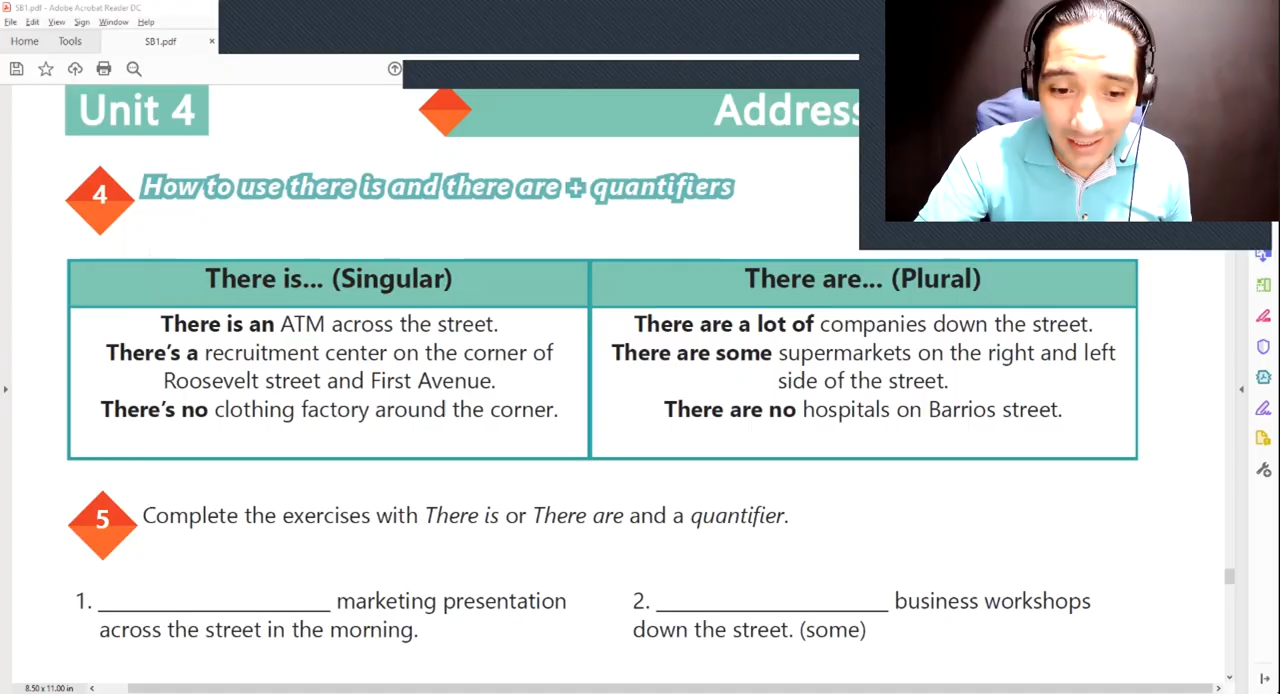 SB1.pdf - Adobe Acrobat Reader DC
File Edit View Sign Window Help
Home Tools SB1.pdf ×
Unit 4
Address
4 How to use there is and there are + quantifiers
There is... (Singular)
There is an ATM across the street.
There's a recruitment center on the corner of
Roosevelt street and First Avenue.
There's no clothing factory around the corner.
There are... (Plural)
There are a lot of companies down the street.
There are some supermarkets on the right and left
side of the street.
There are no hospitals on Barrios street.
5 Complete the exercises with There is or There are and a quantifier.
1. ____________________ marketing presentation
across the street in the morning.
2. ____________________ business workshops
down the street. (some)
8.50 x 11.00 in